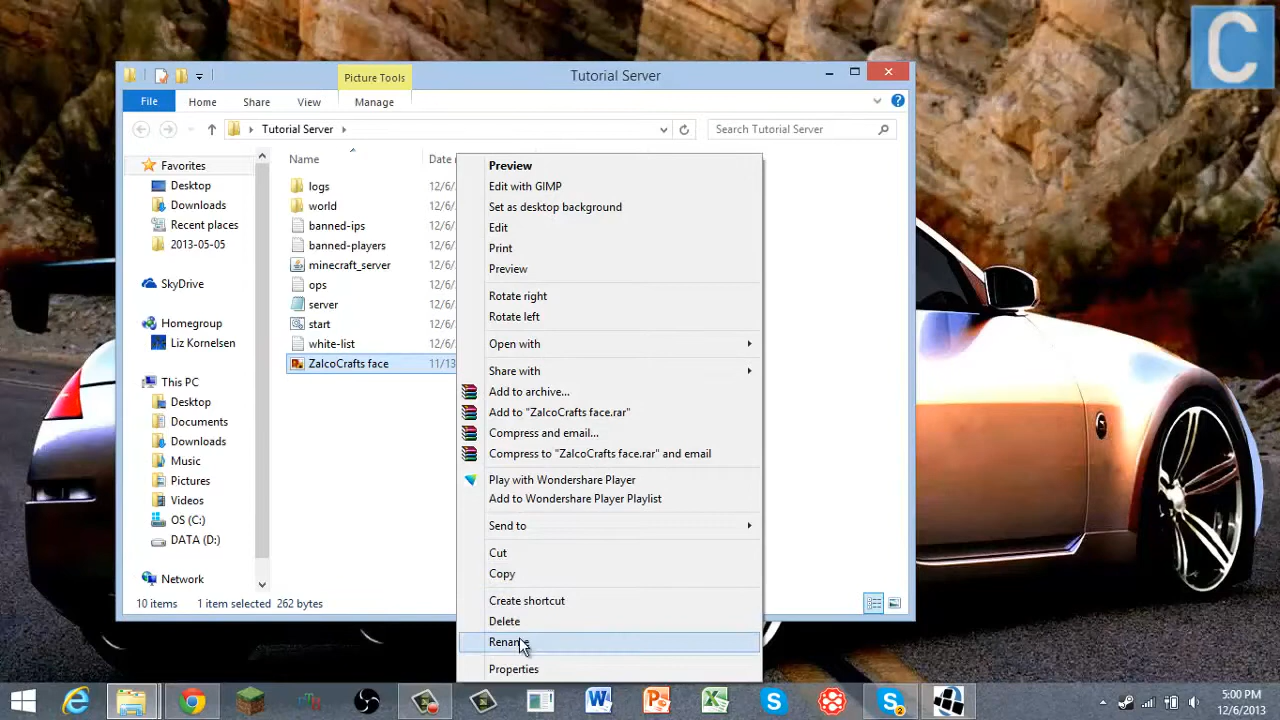 C
Picture Tools
Tutorial Server
File
Home
Share
View
Manage
Tutorial Server
Search Tutorial Server
Name
Date
Favorites
Desktop
Downloads
Recent places
2013-05-05
SkyDrive
Homegroup
Liz Kornelsen
This PC
Desktop
Documents
Downloads
Music
Pictures
Videos
OS (C:)
DATA (D:)
Network
logs
12/6/
world
12/6/
banned-ips
12/6/
banned-players
12/6/
minecraft_server
12/6/
ops
12/6/
server
12/6/
start
12/6/
white-list
12/6/
ZalcoCrafts face
11/13
Preview
Edit with GIMP
Set as desktop background
Edit
Print
Preview
Rotate right
Rotate left
Open with
Share with
Add to archive...
Add to "ZalcoCrafts face.rar"
Compress and email...
Compress to "ZalcoCrafts face.rar" and email
Play with Wondershare Player
Add to Wondershare Player Playlist
Send to
Cut
Copy
Create shortcut
Delete
Rename
Properties
10 items
1 item selected
262 bytes
5:00 PM
12/6/2013